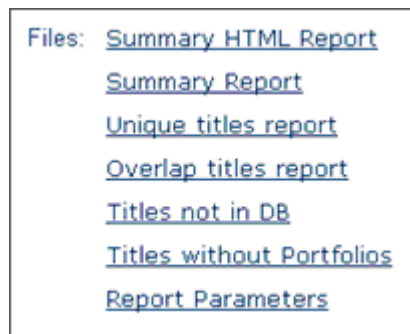 Files: Summary HTML Report
Summary Report
Unique titles report
Overlap titles report
Titles not in DB
Titles without Portfolios
Report Parameters